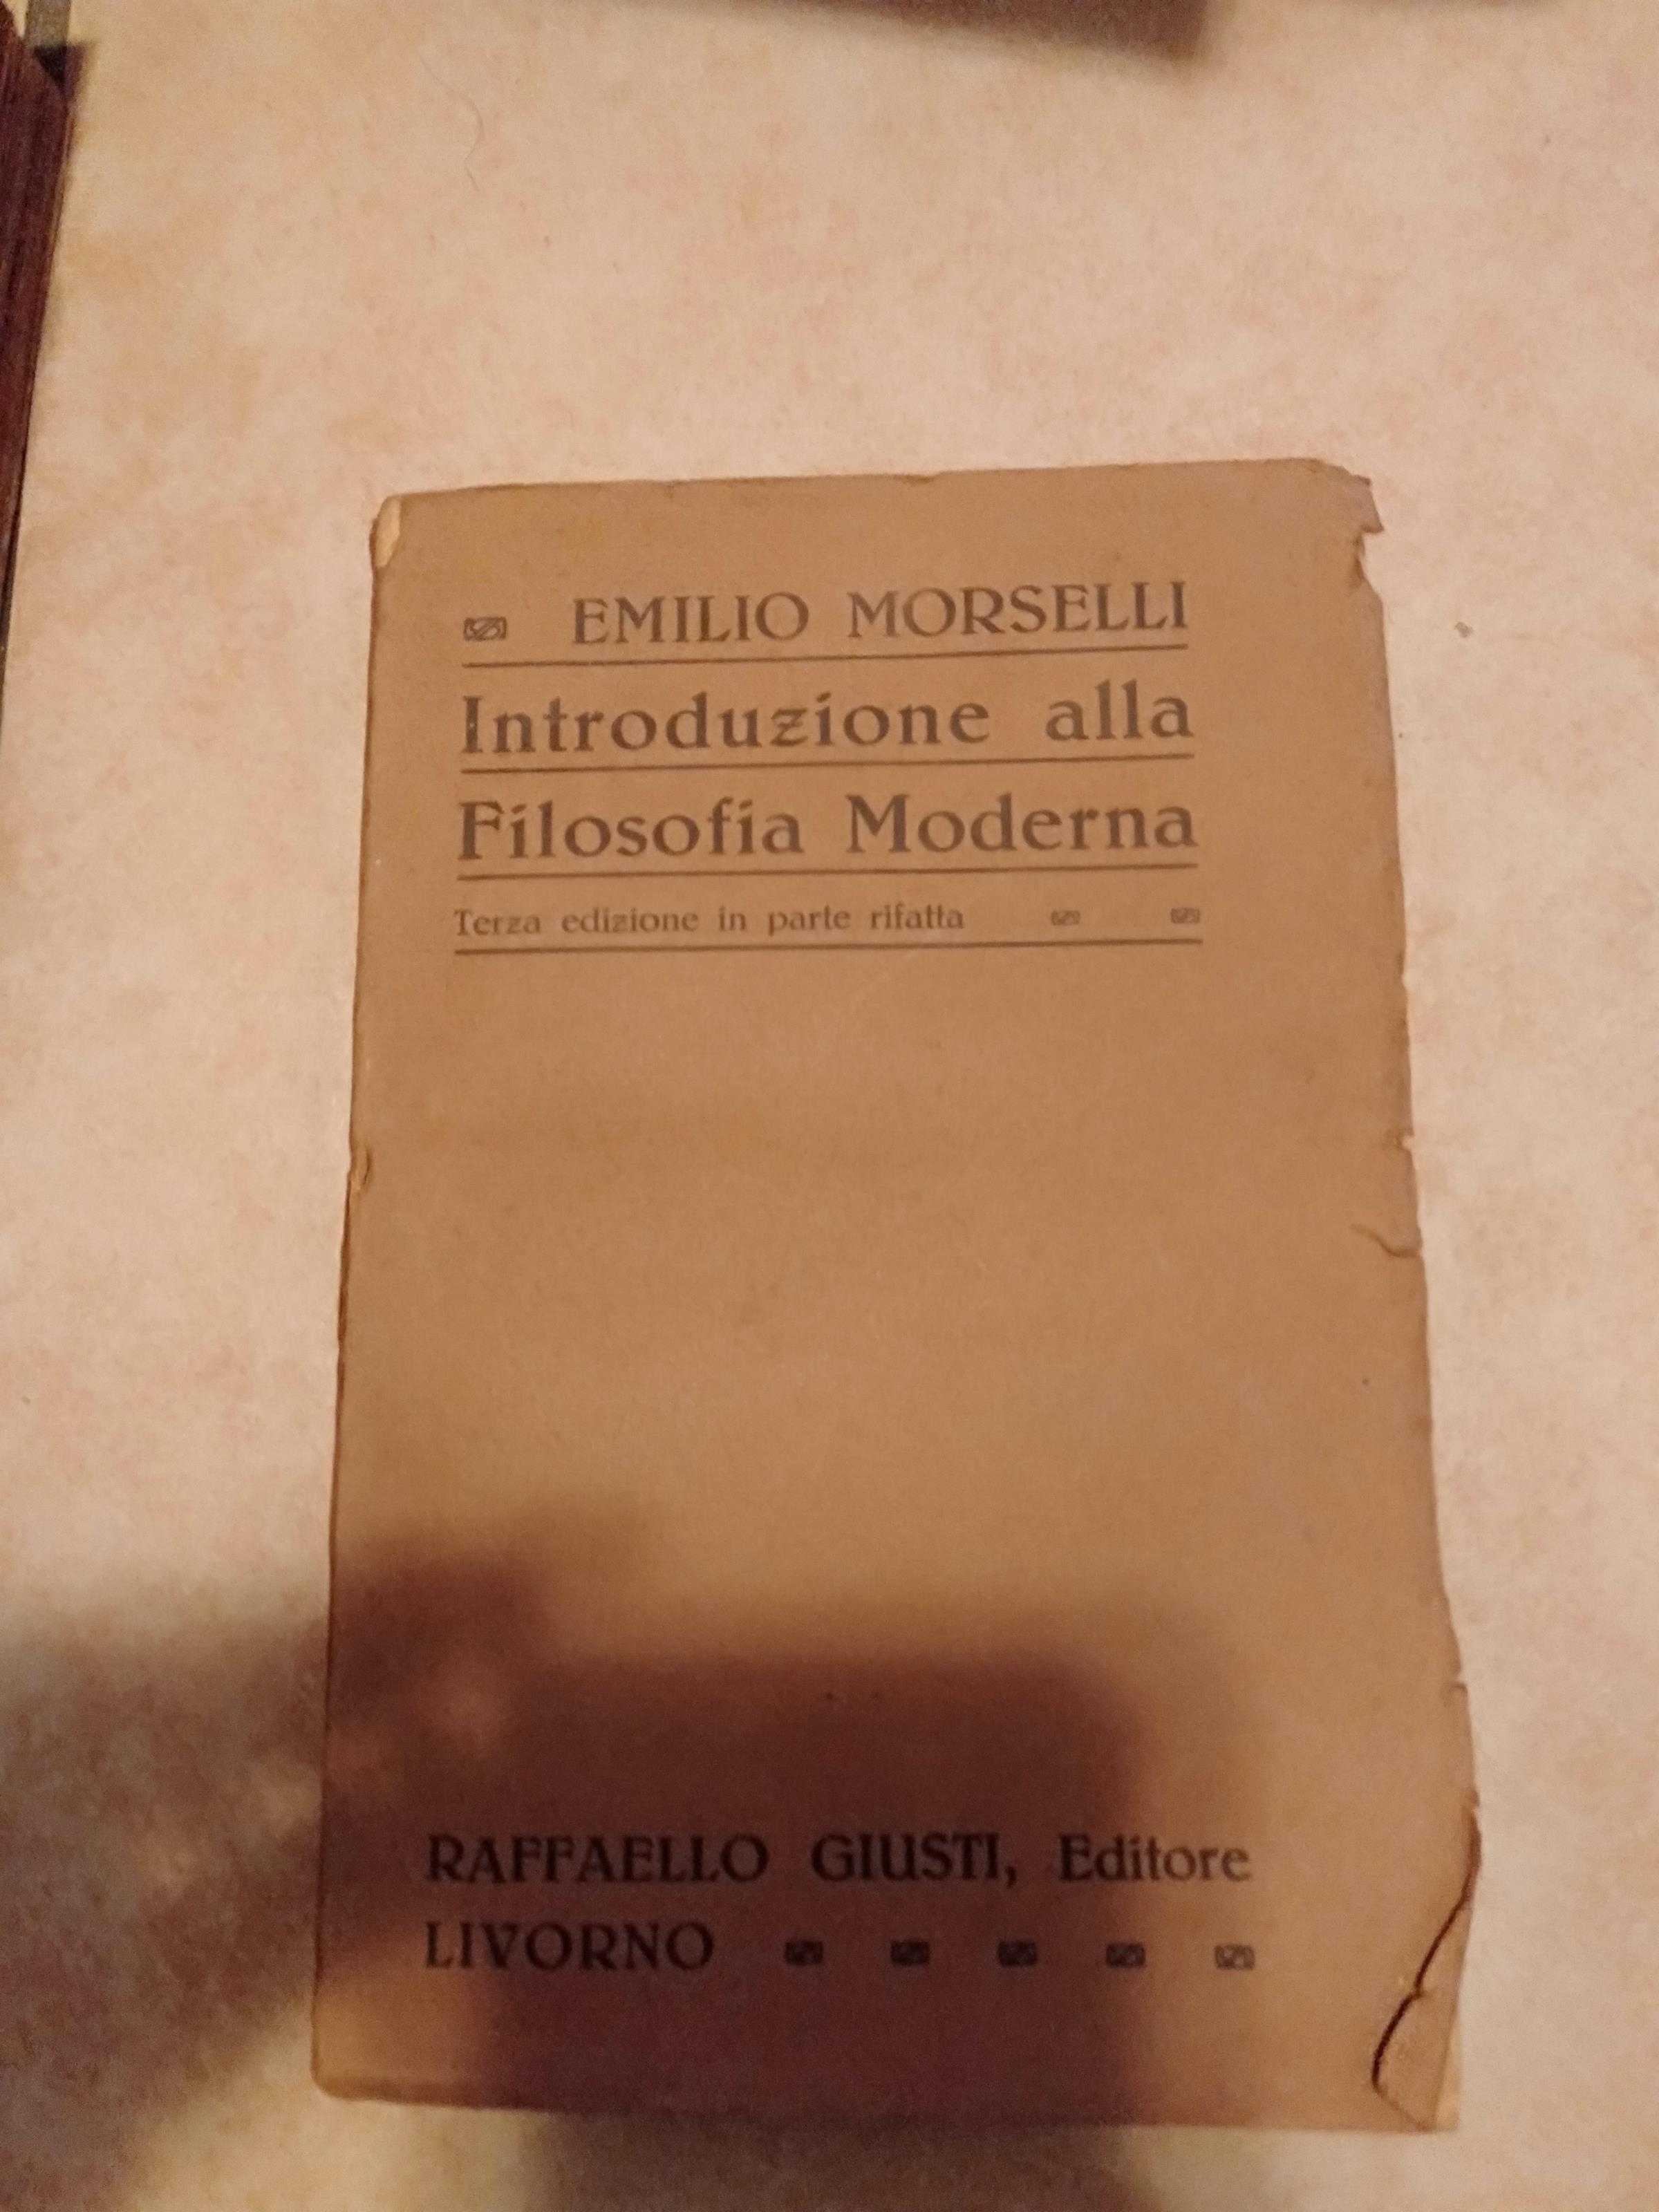 EMILIO MORSELLI
Introduzione alla
Filosofia Moderna
Terza edizione in parte rifatta
RAFFAELLO GIUSTI, Editore
LIVORNO